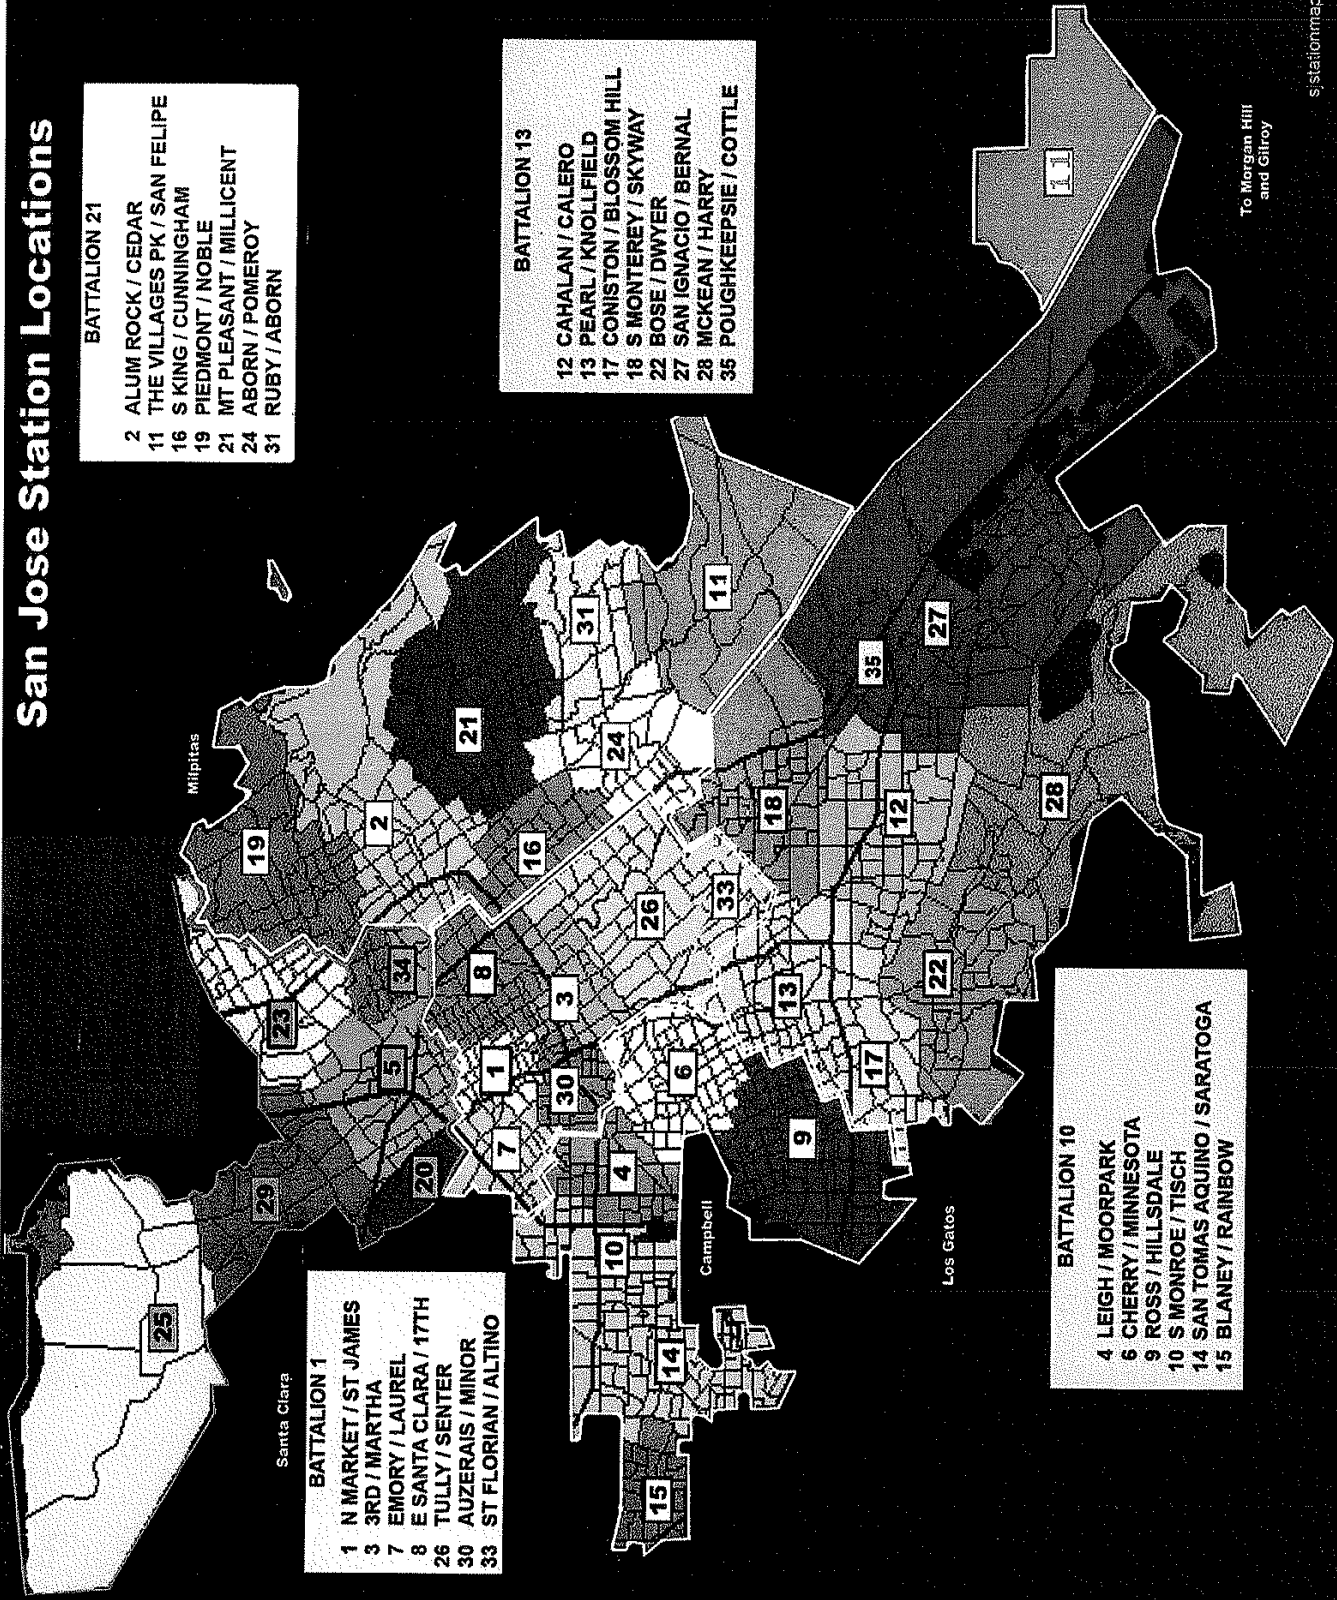 San Jose Station Locations
BATTALION 21
2 ALUM ROCK / CEDAR
11 THE VILLAGES PK / SAN FELIPE
16 S KING / CUNNINGHAM
19 PIEDMONT / NOBLE
21 MT PLEASANT / MILLICENT
24 ABORN / POMEROY
31 RUBY / ABORN
BATTALION 13
12 CAHALAN / CALERO
13 PEARL / KNOLLFIELD
17 CONISTON / BLOSSOM HILL
18 S MONTEREY / SKYWAY
22 BOSE / DWYER
27 SAN IGNACIO / BERNAL
28 MCKEAN / HARRY
35 POUGHKEEPSIE / COTTLE
BATTALION 1
1 N MARKET / ST JAMES
3 3RD / MARTHA
7 EMORY / LAUREL
8 E SANTA CLARA / 17TH
26 TULLY / SENTER
30 AUZERAIS / MINOR
33 ST FLORIAN / ALTINO
BATTALION 10
4 LEIGH / MOORPARK
6 CHERRY / MINNESOTA
9 ROSS / HILLSDALE
10 S MONROE / TISCH
14 SAN TOMAS AQUINO / SARATOGA
15 BLANEY / RAINBOW
Milpitas
Santa Clara
Campbell
Los Gatos
To Morgan Hill
and Gilroy
25
29
20
23
5
34
19
2
21
16
8
3
1
30
7
4
10
14
15
6
9
26
33
24
31
11
11
18
12
13
17
22
28
35
27
sjstationmap